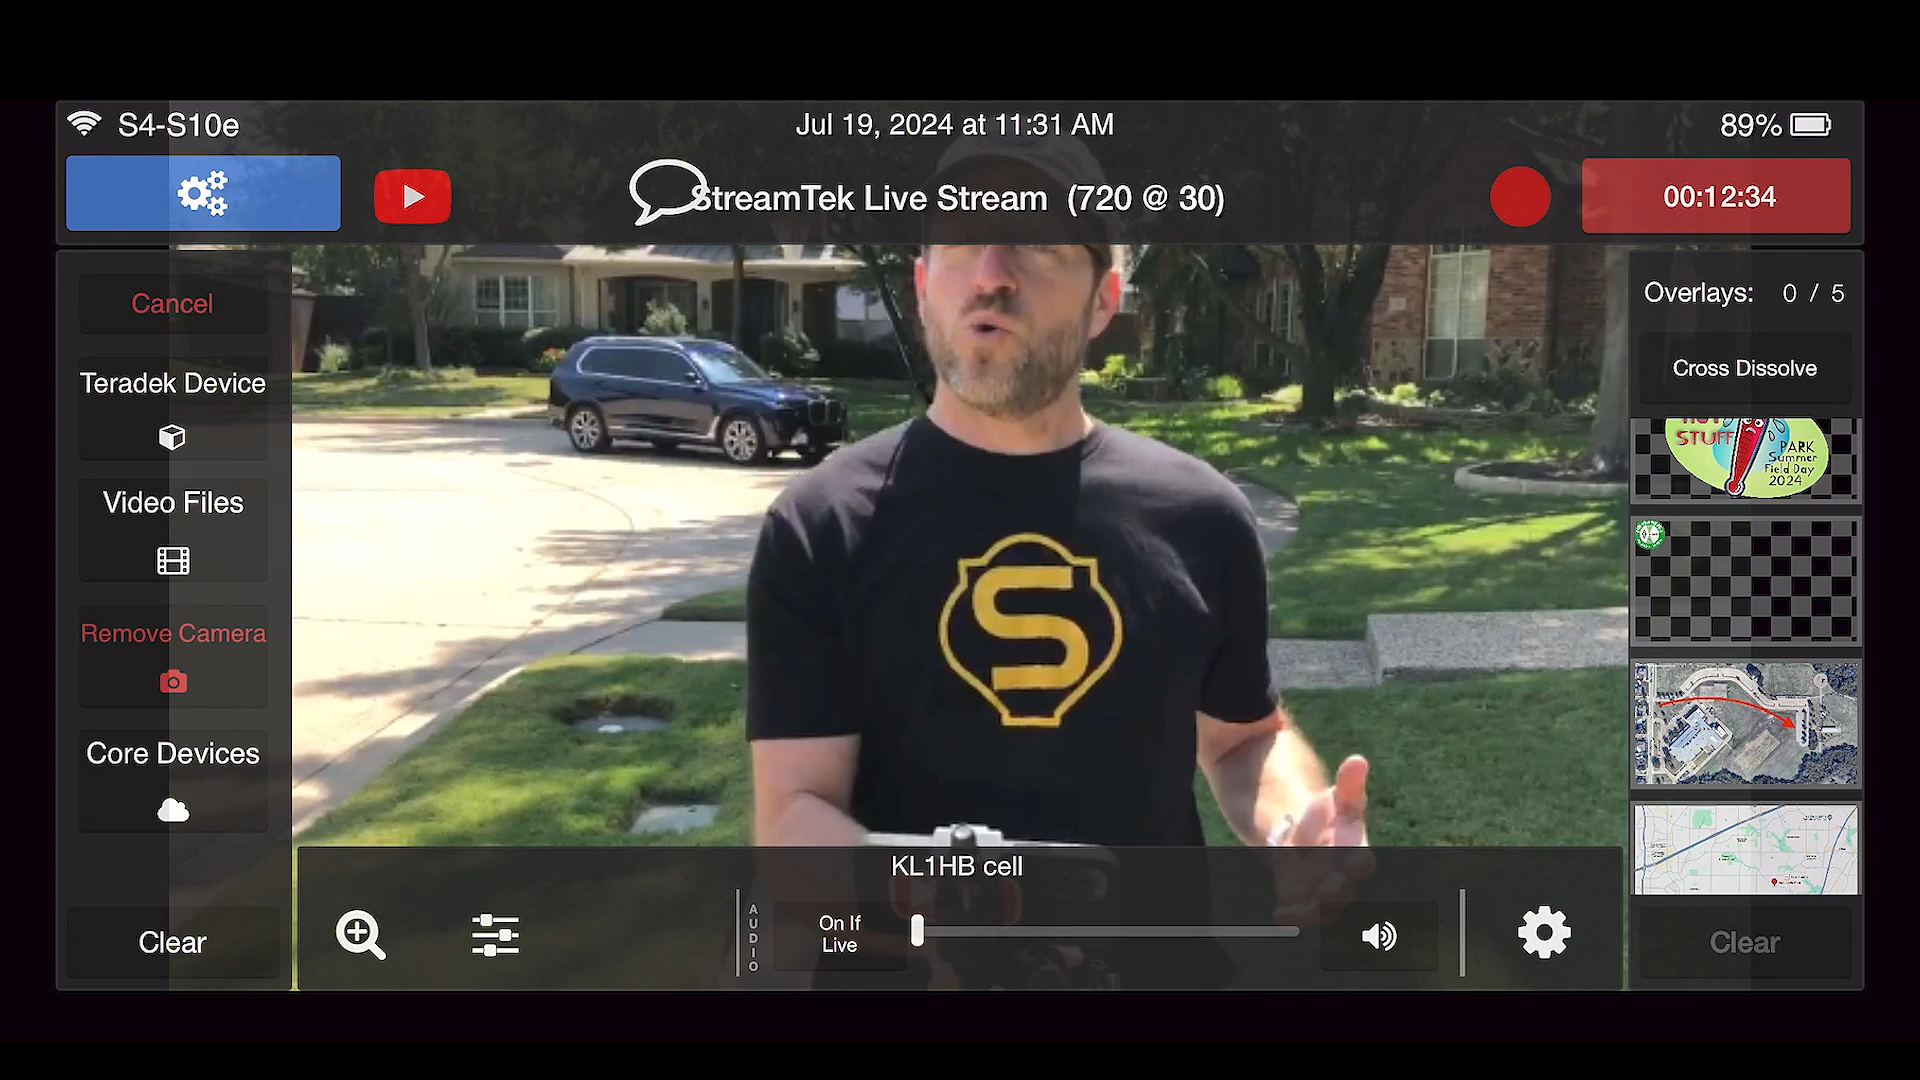 S4-S10e
Jul 19, 2024 at 11:31 AM
89%
StreamTek Live Stream (720 @ 30)
00:12:34
Cancel
Teradek Device
Video Files
Remove Camera
Core Devices
Clear
S
KL1HB cell
AUDIO
On If
Live
Overlays: 0 / 5
Cross Dissolve
HOT
STUFF
PARK
Summer
Field Day
2024
Clear